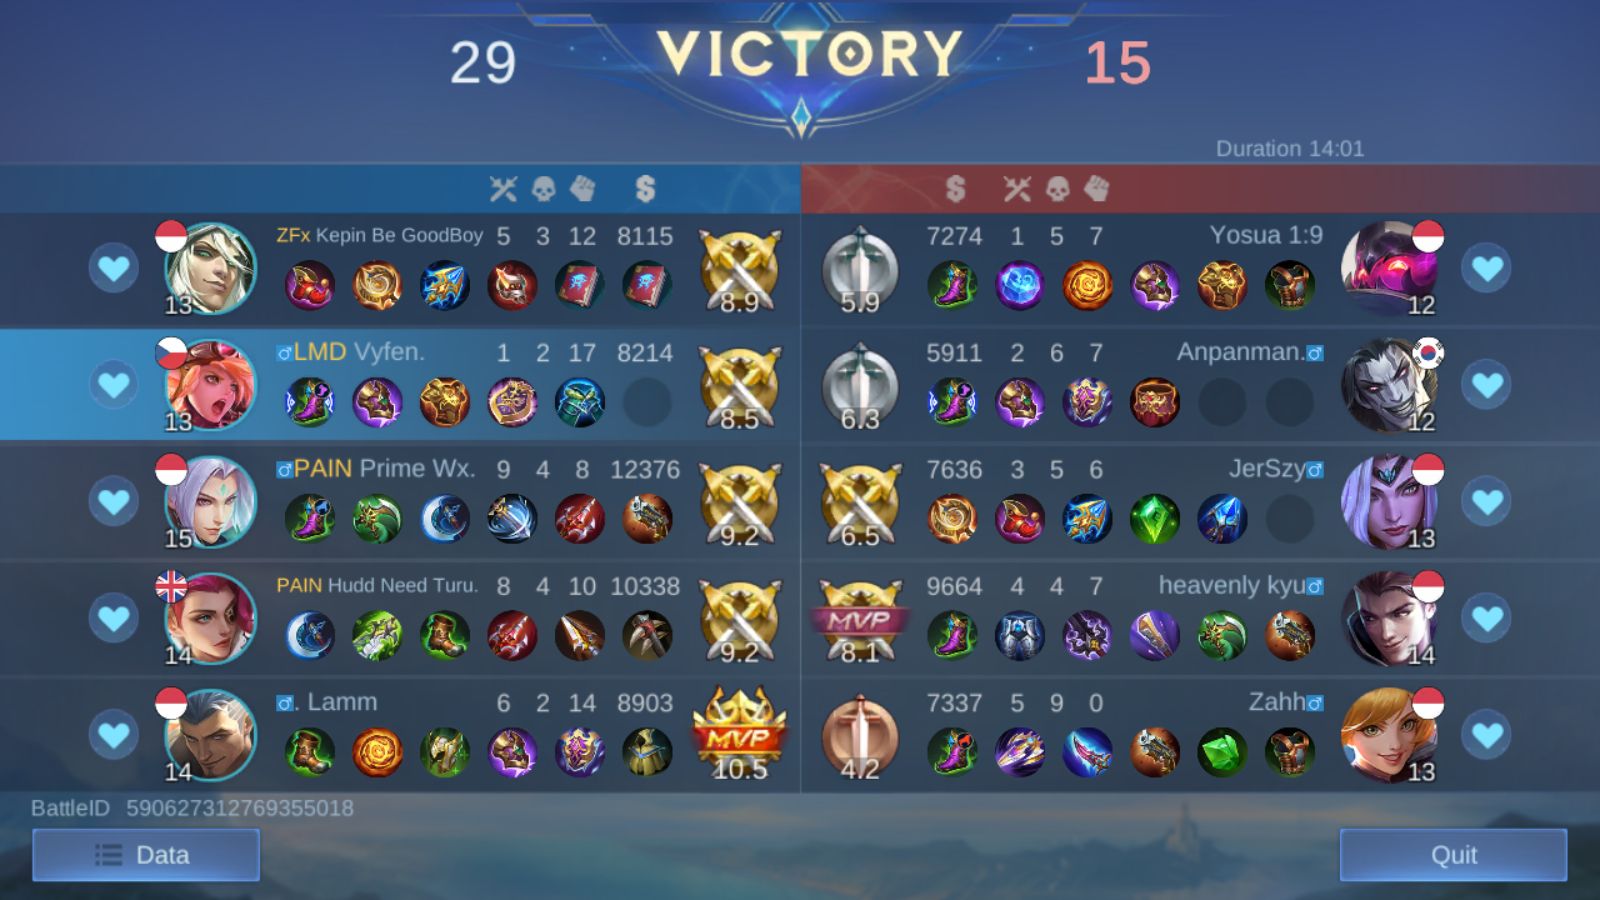 29 VICTORY 15
Duration 14:01
ZFx Kepin Be GoodBoy 5 3 12 8115
13 8.9
7274 1 5 7 Yosua 1:9
5.9 12
LMD Vyfen. 1 2 17 8214
13 8.5
5911 2 6 7 Anpanman.
6.3 12
PAIN Prime Wx. 9 4 8 12376
15 9.2
7636 3 5 6 JerSzy
6.5 13
PAIN Hudd Need Turu. 8 4 10 10338
14 9.2
9664 4 4 7 heavenly kyu
MVP
8.1 14
. Lamm 6 2 14 8903
MVP
14 10.5
7337 5 9 0 Zahh
4.2 13
BattleID 590627312769355018
Data
Quit